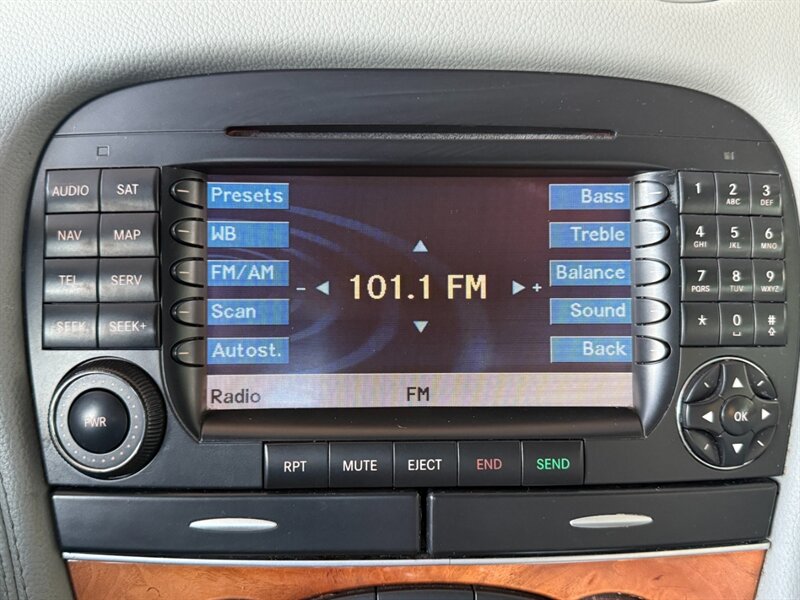 AUDIO SAT
NAV MAP
TEL SERV
-SEEK SEEK+
PWR
Presets
WB
FM/AM
Scan
Autost.
- 101.1 FM +
Bass
Treble
Balance
Sound
Back
Radio FM
1 2 ABC 3 DEF
4 GHI 5 JKL 6 MNO
7 PQRS 8 TUV 9 WXYZ
* 0 #
OK
RPT MUTE EJECT END SEND